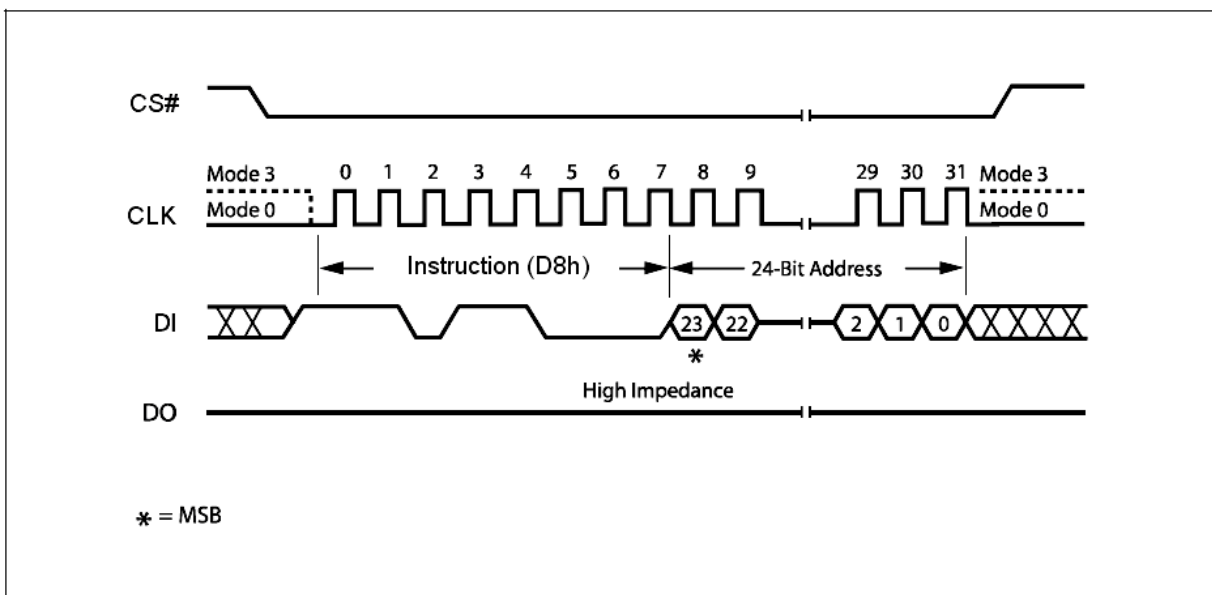 CS#
Mode 3 0 1 2 3 4 5 6 7 8 9 29 30 31 Mode 3
CLK Mode 0 Mode 0
Instruction (D8h) 24-Bit Address
DI 23 22 2 1 0
*
High Impedance
DO
* = MSB